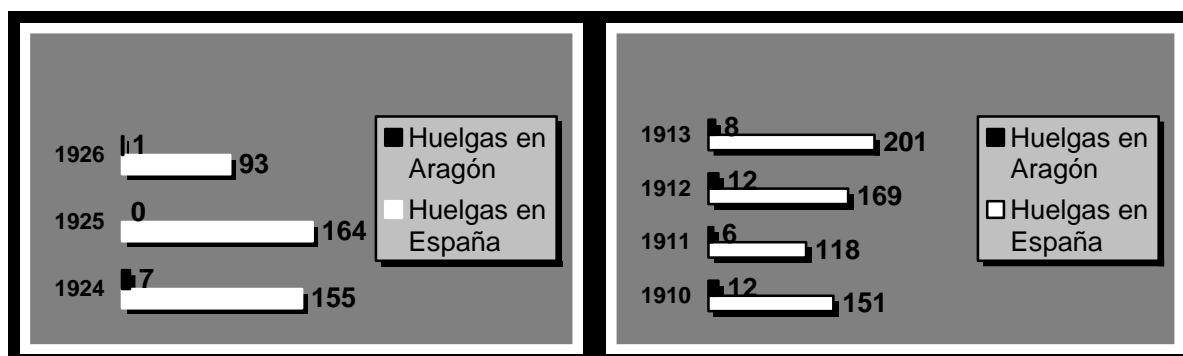 1926
1
93
1925
0
164
1924
7
155
Huelgas en
Aragón
Huelgas en
España
1913
8
201
1912
12
169
1911
6
118
1910
12
151
Huelgas en
Aragón
Huelgas en
España